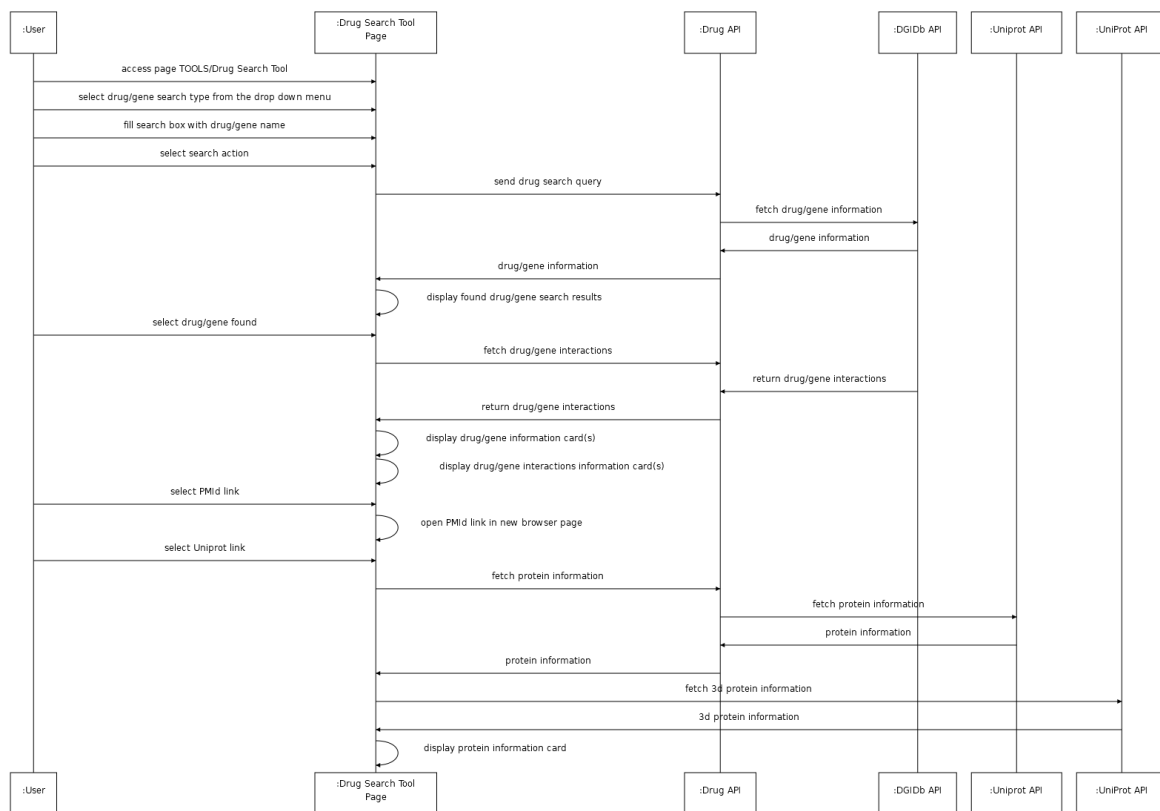 :User
:Drug Search Tool
Page
:Drug API
:DGIDb API
:Uniprot API
:UniProt API
access page TOOLS/Drug Search Tool
select drug/gene search type from the drop down menu
fill search box with drug/gene name
select search action
send drug search query
fetch drug/gene information
drug/gene information
drug/gene information
display found drug/gene search results
select drug/gene found
fetch drug/gene interactions
return drug/gene interactions
return drug/gene interactions
display drug/gene information card(s)
display drug/gene interactions information card(s)
select PMId link
open PMId link in new browser page
select Uniprot link
fetch protein information
fetch protein information
protein information
protein information
fetch 3d protein information
3d protein information
display protein information card
:User
:Drug Search Tool
Page
:Drug API
:DGIDb API
:Uniprot API
:UniProt API